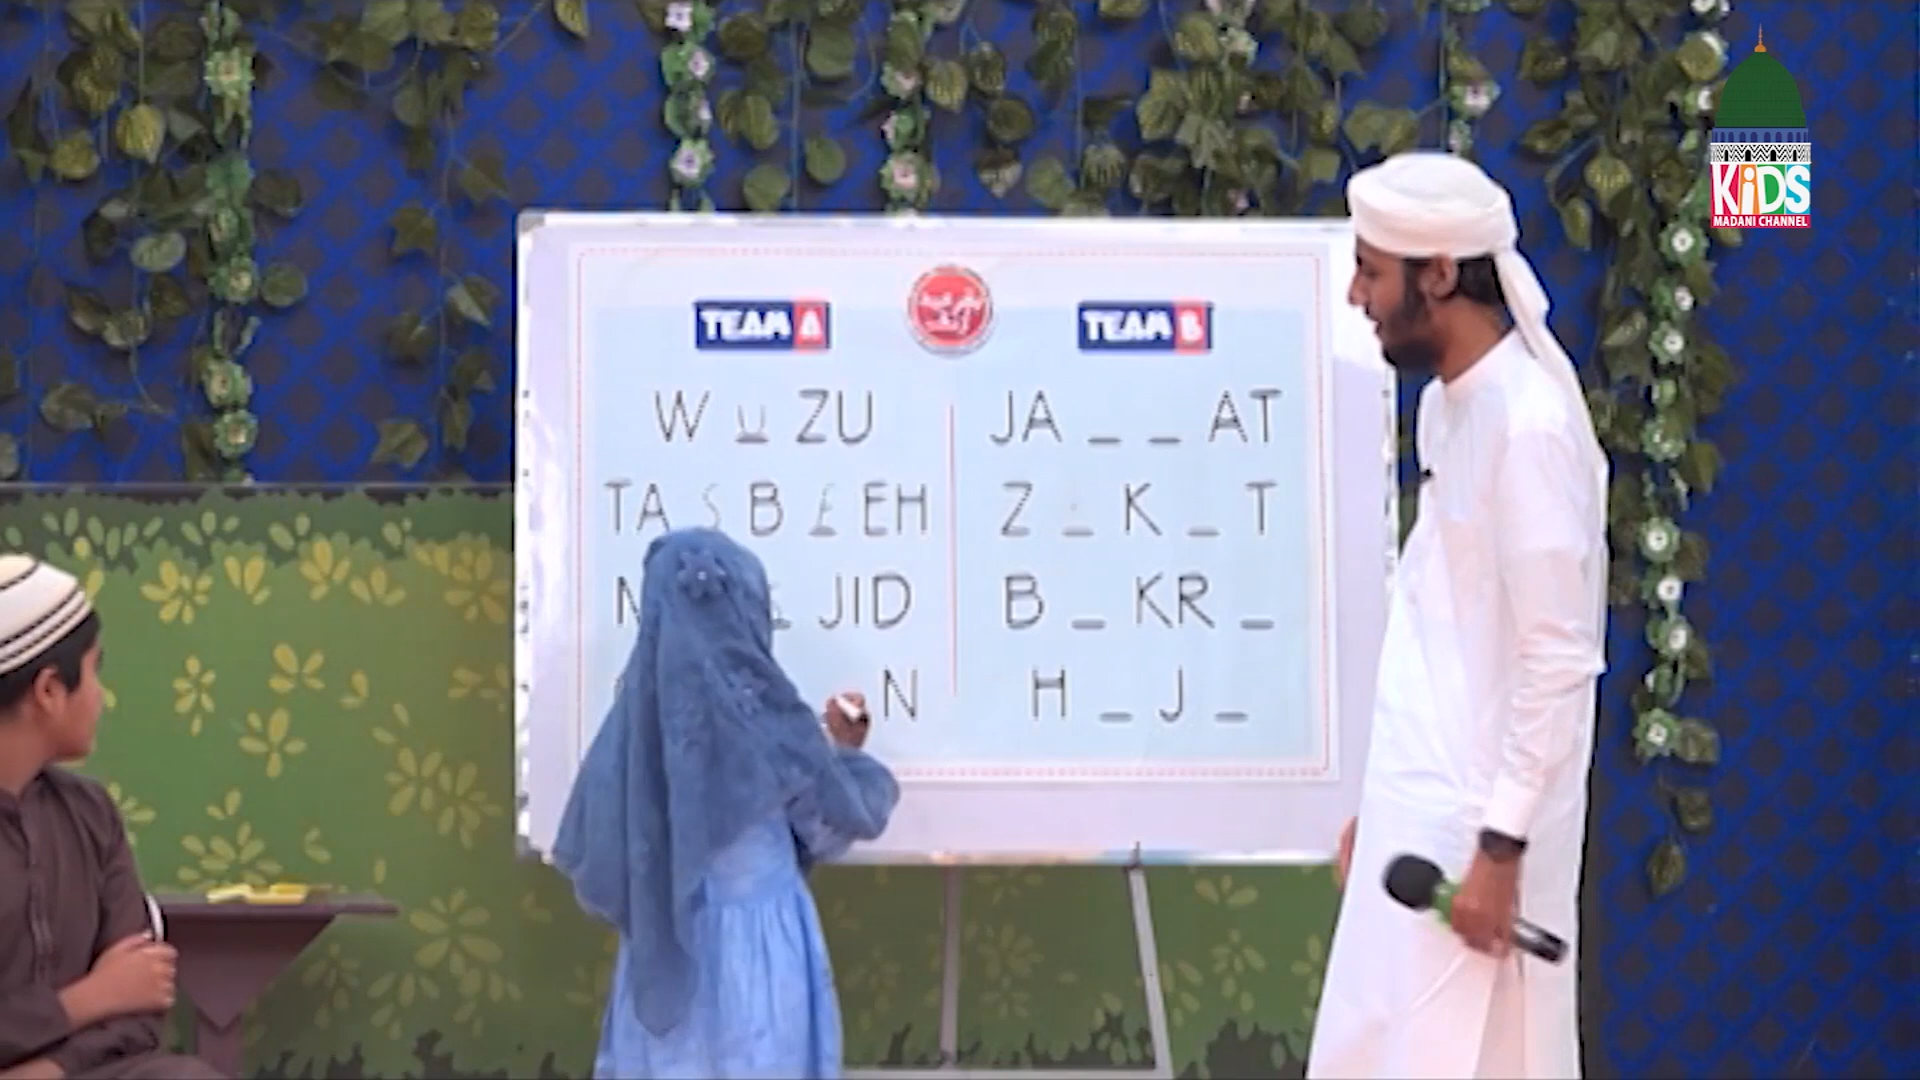 KiDS
MADANI CHANNEL
TEAM A
TEAM B
W U ZU
TA S B E EH
JID
N
JA _ _ AT
Z _ K _ T
B _ KR _
H _ J _